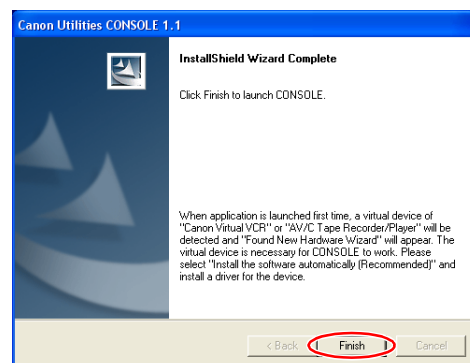 Canon Utilities CONSOLE 1.1
InstallShield Wizard Complete
Click Finish to launch CONSOLE.
When application is launched first time, a virtual device of
"Canon Virtual VCR" or "AV/C Tape Recorder/Player" will be
detected and "Found New Hardware Wizard" will appear. The
virtual device is necessary for CONSOLE to work. Please
select "Install the software automatically (Recommended)" and
install a driver for the device.
< Back Finish Cancel